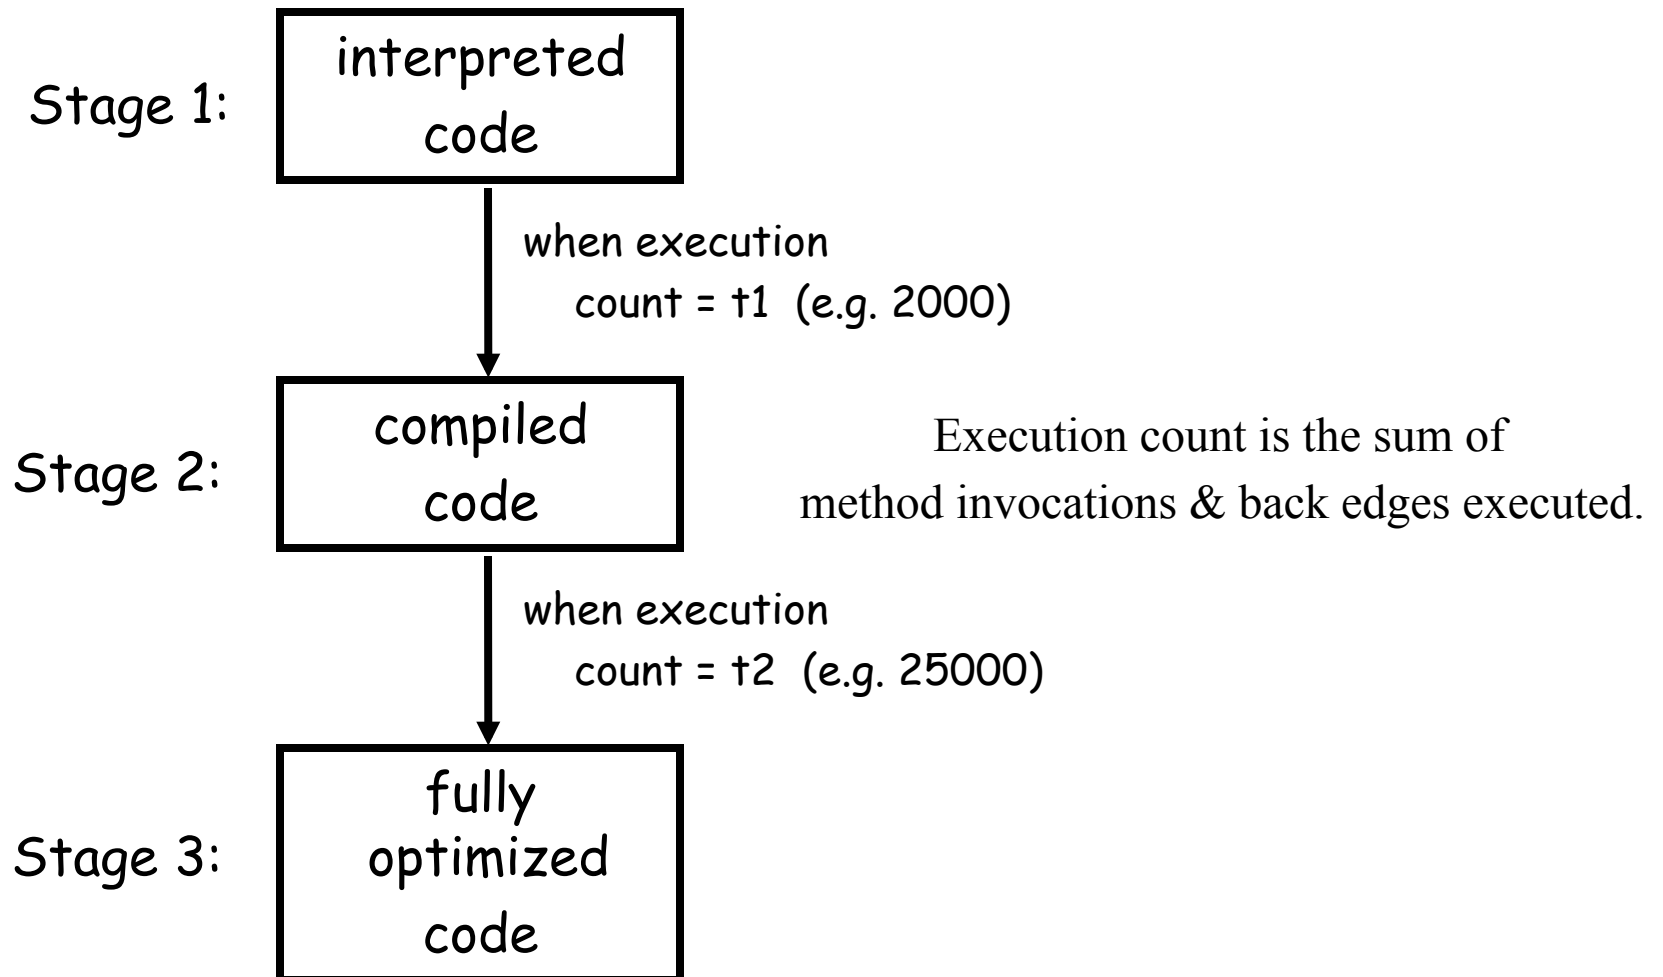 Stage 1:
interpreted
code
when execution
count = t1 (e.g. 2000)
Stage 2:
compiled
code
Execution count is the sum of
method invocations & back edges executed.
when execution
count = t2 (e.g. 25000)
Stage 3:
fully
optimized
code